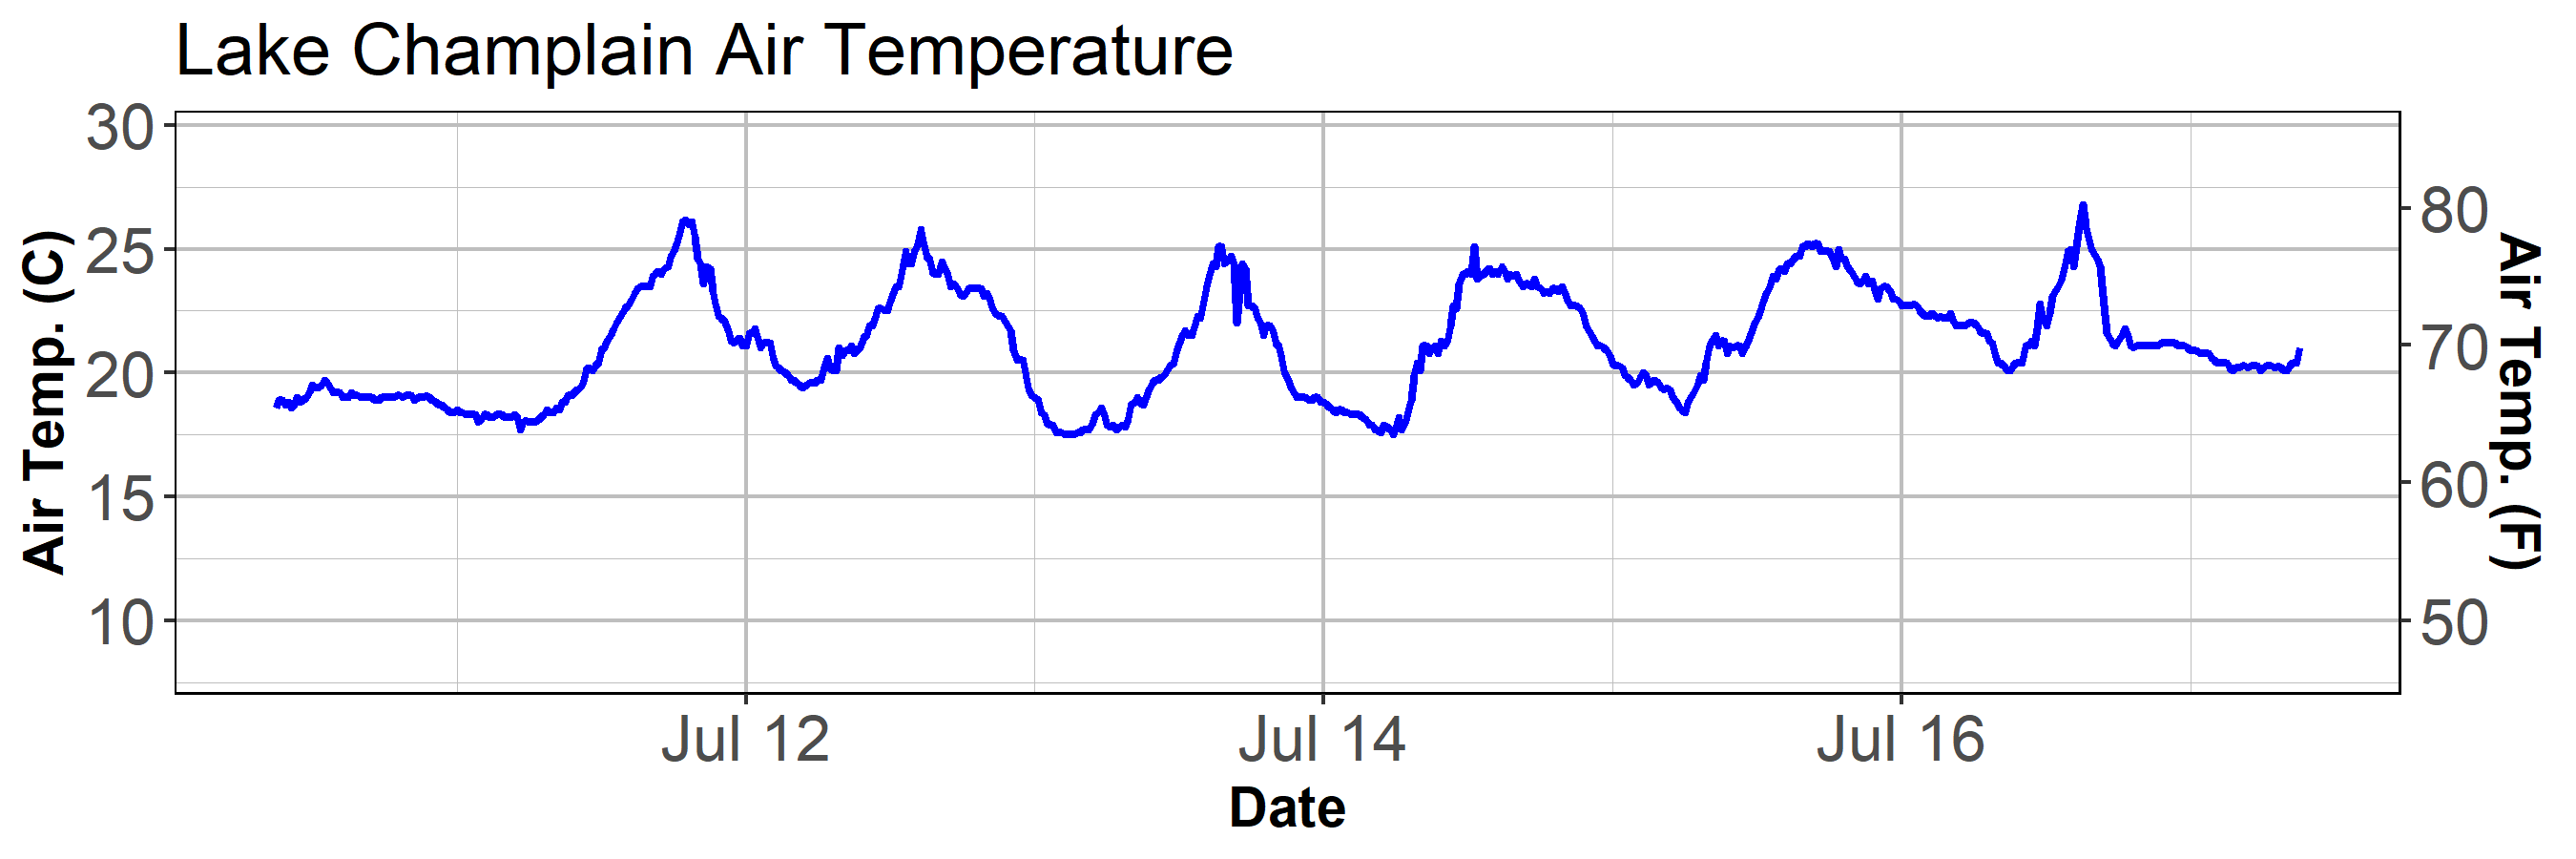 Lake Champlain Air Temperature
30
25
20
15
10
Air Temp. (C)
80
70
60
50
Air Temp. (F)
Jul 12
Jul 14
Jul 16
Date